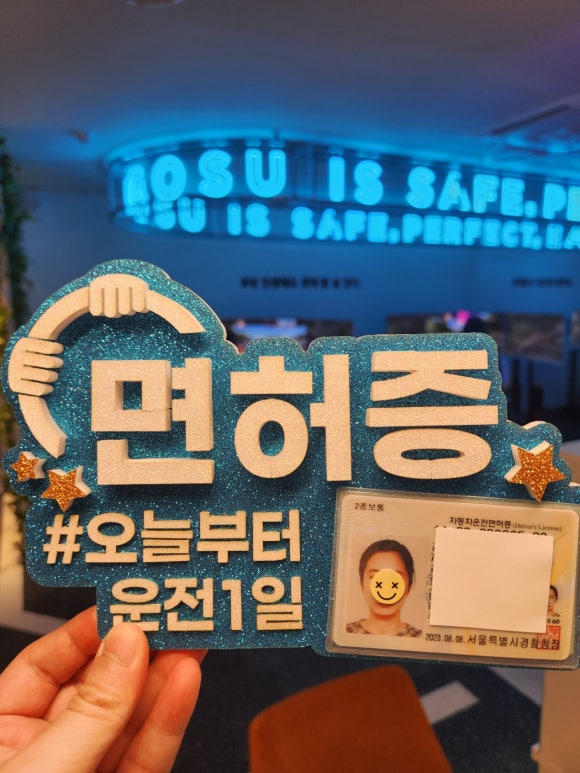 GOSU IS SAFE. PE
SU IS SAFE. PERFECT. EA
면허증
#오늘부터
운전1일
2종보통
자동차운전면허증 (Driver's License)
2023.08.08. 서울특별시경찰청장